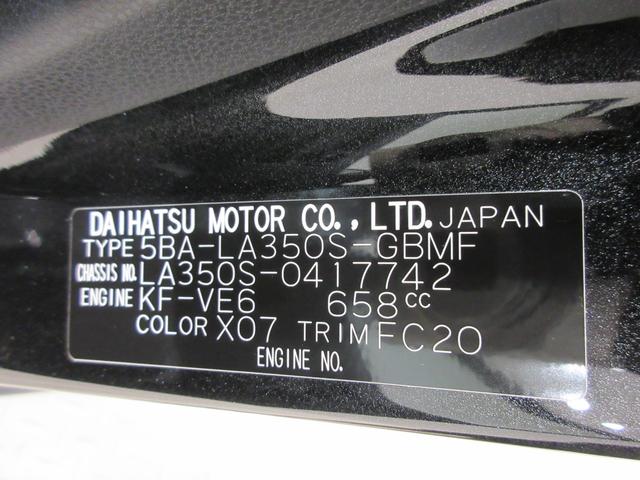 DAIHATSU MOTOR CO., LTD. JAPAN
TYPE 5BA-LA350S-GBMF
CHASSIS NO. LA350S-0417742
ENGINE KF-VE6 658cc
COLOR X07 TRIM FC20
ENGINE NO.